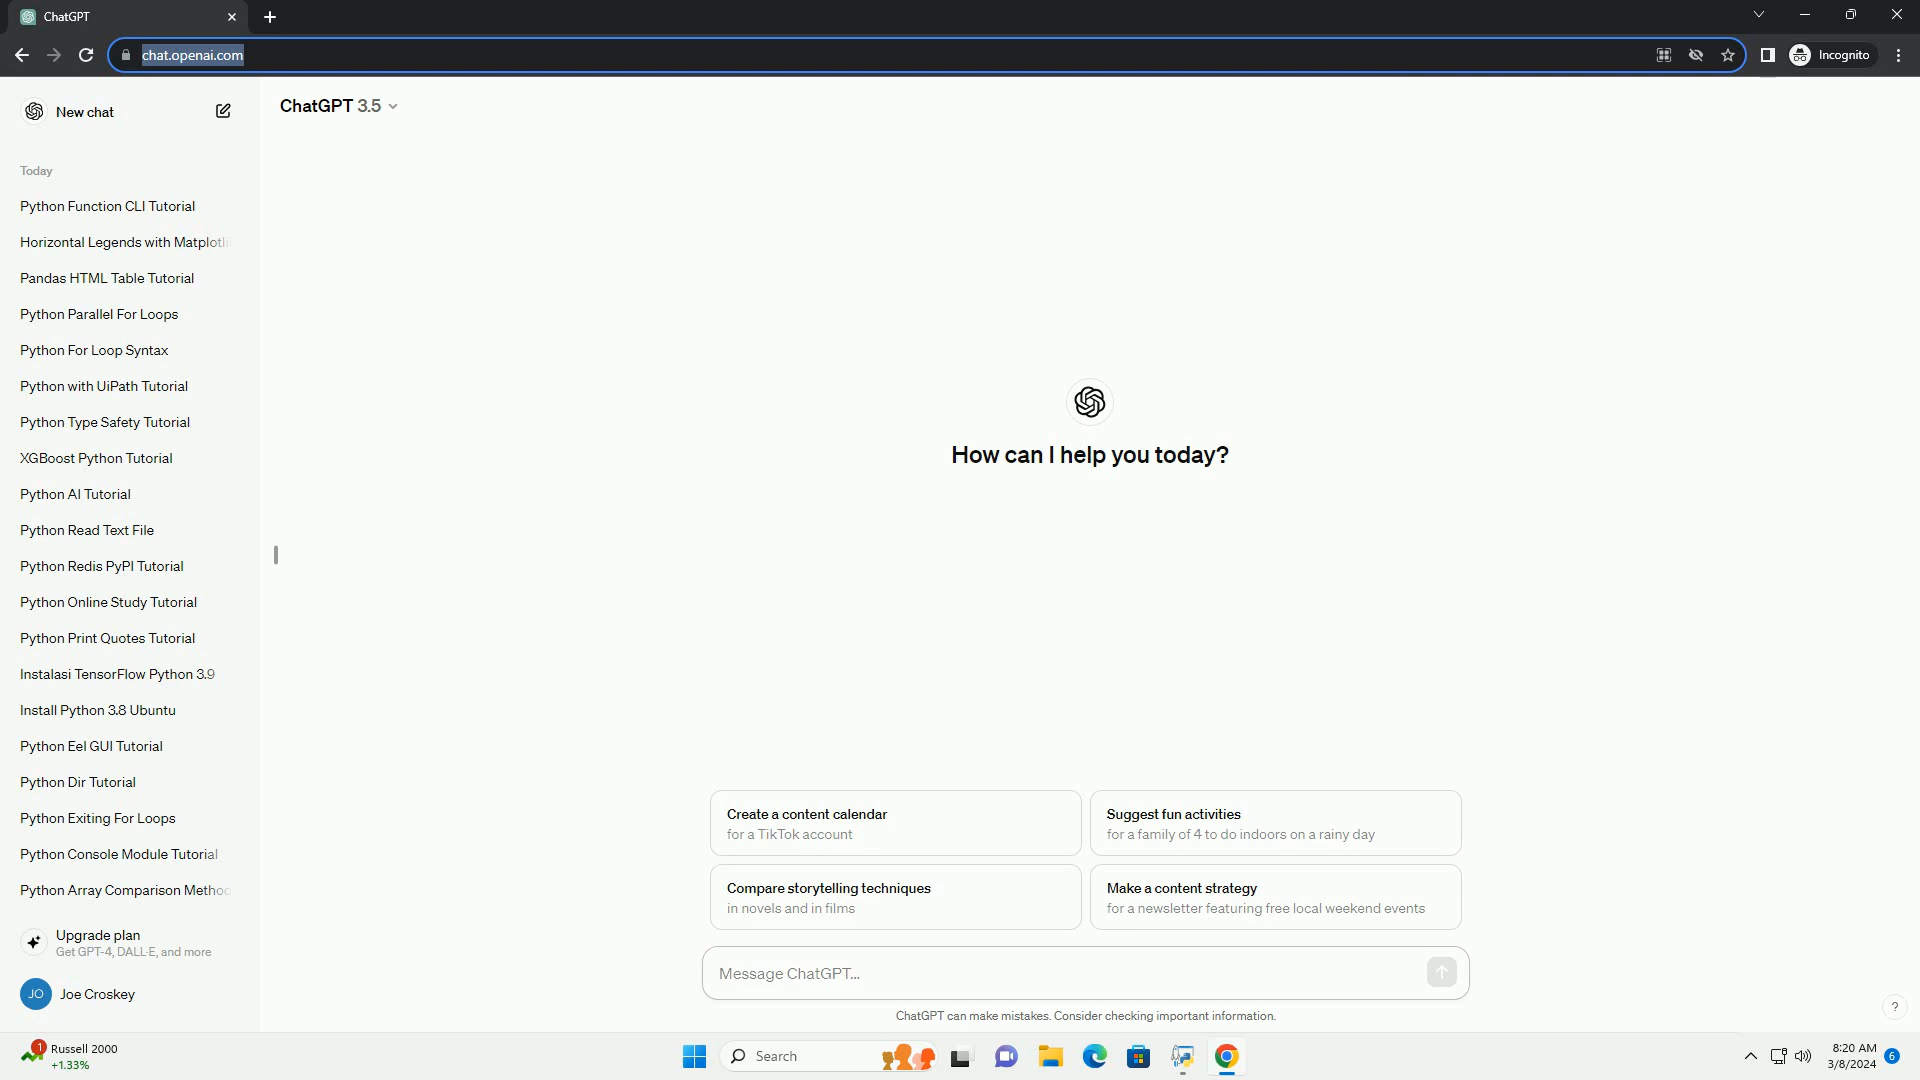 ChatGPT
chat.openai.com
Incognito
New chat
ChatGPT 3.5
Today
Python Function CLI Tutorial
Horizontal Legends with Matplotli
Pandas HTML Table Tutorial
Python Parallel For Loops
Python For Loop Syntax
Python with UiPath Tutorial
Python Type Safety Tutorial
XGBoost Python Tutorial
Python AI Tutorial
Python Read Text File
Python Redis PyPI Tutorial
Python Online Study Tutorial
Python Print Quotes Tutorial
Instalasi TensorFlow Python 3.9
Install Python 3.8 Ubuntu
Python Eel GUI Tutorial
Python Dir Tutorial
Python Exiting For Loops
Python Console Module Tutorial
Python Array Comparison Method
Upgrade plan
Get GPT-4, DALL·E, and more
JO Joe Croskey
How can I help you today?
Create a content calendar
for a TikTok account
Suggest fun activities
for a family of 4 to do indoors on a rainy day
Compare storytelling techniques
in novels and in films
Make a content strategy
for a newsletter featuring free local weekend events
Message ChatGPT...
ChatGPT can make mistakes. Consider checking important information.
?
1
Russell 2000
+1.33%
Search
8:20 AM
3/8/2024
6